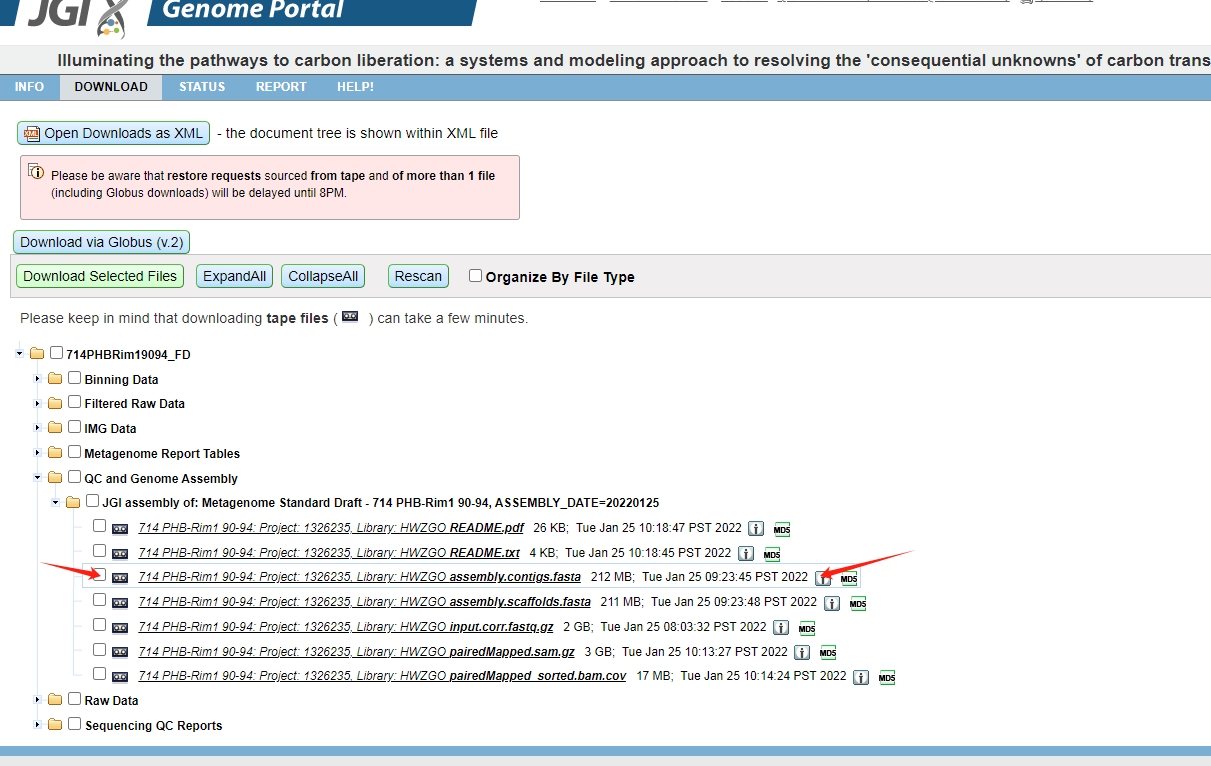 JGI
Genome Portal
Illuminating the pathways to carbon liberation: a systems and modeling approach to resolving the 'consequential unknowns' of carbon trans
INFO DOWNLOAD STATUS REPORT HELP!
XML Open Downloads as XML - the document tree is shown within XML file
Please be aware that restore requests sourced from tape and of more than 1 file
(including Globus downloads) will be delayed until 8PM.
Download via Globus (v.2)
Download Selected Files ExpandAll CollapseAll Rescan Organize By File Type
Please keep in mind that downloading tape files ( ) can take a few minutes.
714PHBRim19094_FD
Binning Data
Filtered Raw Data
IMG Data
Metagenome Report Tables
QC and Genome Assembly
JGI assembly of: Metagenome Standard Draft - 714 PHB-Rim1 90-94, ASSEMBLY_DATE=20220125
714 PHB-Rim1 90-94: Project: 1326235, Library: HWZGO README.pdf 26 KB; Tue Jan 25 10:18:47 PST 2022 i MD5
714 PHB-Rim1 90-94: Project: 1326235, Library: HWZGO README.txt 4 KB; Tue Jan 25 10:18:45 PST 2022 i MD5
714 PHB-Rim1 90-94: Project: 1326235, Library: HWZGO assembly.contigs.fasta 212 MB; Tue Jan 25 09:23:45 PST 2022 i MD5
714 PHB-Rim1 90-94: Project: 1326235, Library: HWZGO assembly.scaffolds.fasta 211 MB; Tue Jan 25 09:23:48 PST 2022 i MD5
714 PHB-Rim1 90-94: Project: 1326235, Library: HWZGO input.corr.fastq.gz 2 GB; Tue Jan 25 08:03:32 PST 2022 i MD5
714 PHB-Rim1 90-94: Project: 1326235, Library: HWZGO pairedMapped.sam.gz 3 GB; Tue Jan 25 10:13:27 PST 2022 i MD5
714 PHB-Rim1 90-94: Project: 1326235, Library: HWZGO pairedMapped_sorted.bam.cov 17 MB; Tue Jan 25 10:14:24 PST 2022 i MD5
Raw Data
Sequencing QC Reports